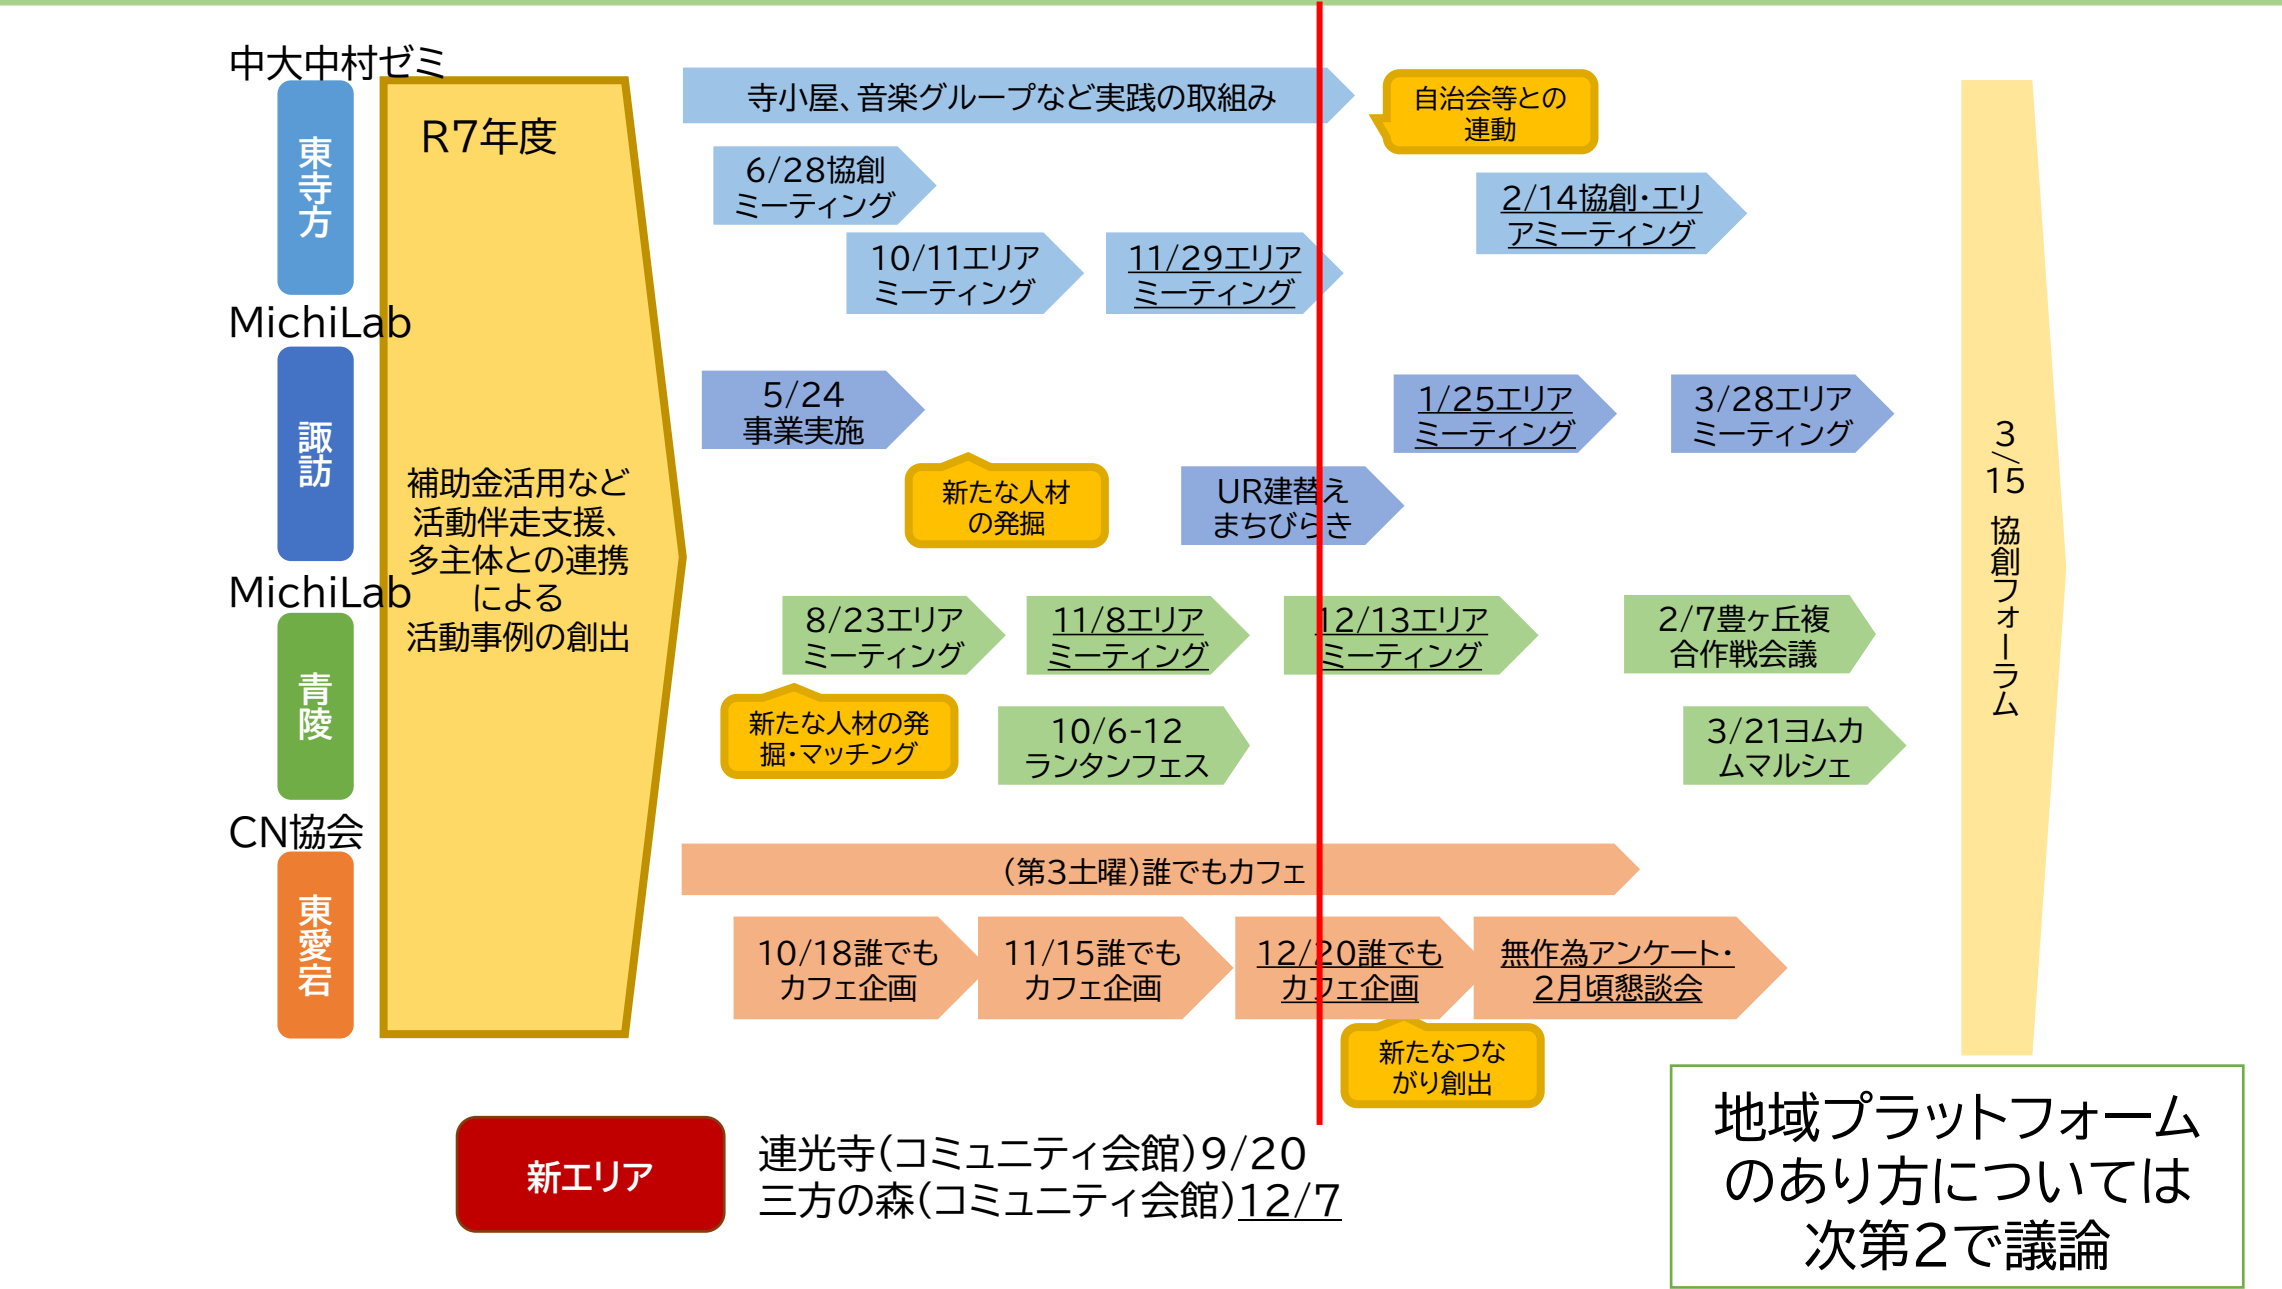 中大中村ゼミ
東寺方
R7年度
寺小屋、音楽グループなど実践の取組み
自治会等との
連動
6/28協創
ミーティング
2/14協創・エリ
アミーティング
10/11エリア
ミーティング
11/29エリア
ミーティング
MichiLab
諏訪
5/24
事業実施
1/25エリア
ミーティング
3/28エリア
ミーティング
新たな人材
の発掘
UR建替え
まちびらき
補助金活用など
活動伴走支援、
多主体との連携
による
活動事例の創出
MichiLab
青陵
8/23エリア
ミーティング
11/8エリア
ミーティング
12/13エリア
ミーティング
2/7豊ヶ丘複
合作戦会議
新たな人材の発
掘・マッチング
10/6-12
ランタンフェス
3/21ヨムカ
ムマルシェ
3/15 協創フォーラム
CN協会
東愛宕
(第3土曜)誰でもカフェ
10/18誰でも
カフェ企画
11/15誰でも
カフェ企画
12/20誰でも
カフェ企画
無作為アンケート・
2月頃懇談会
新たなつな
がり創出
新エリア
連光寺(コミュニティ会館)9/20
三方の森(コミュニティ会館)12/7
地域プラットフォーム
のあり方については
次第2で議論